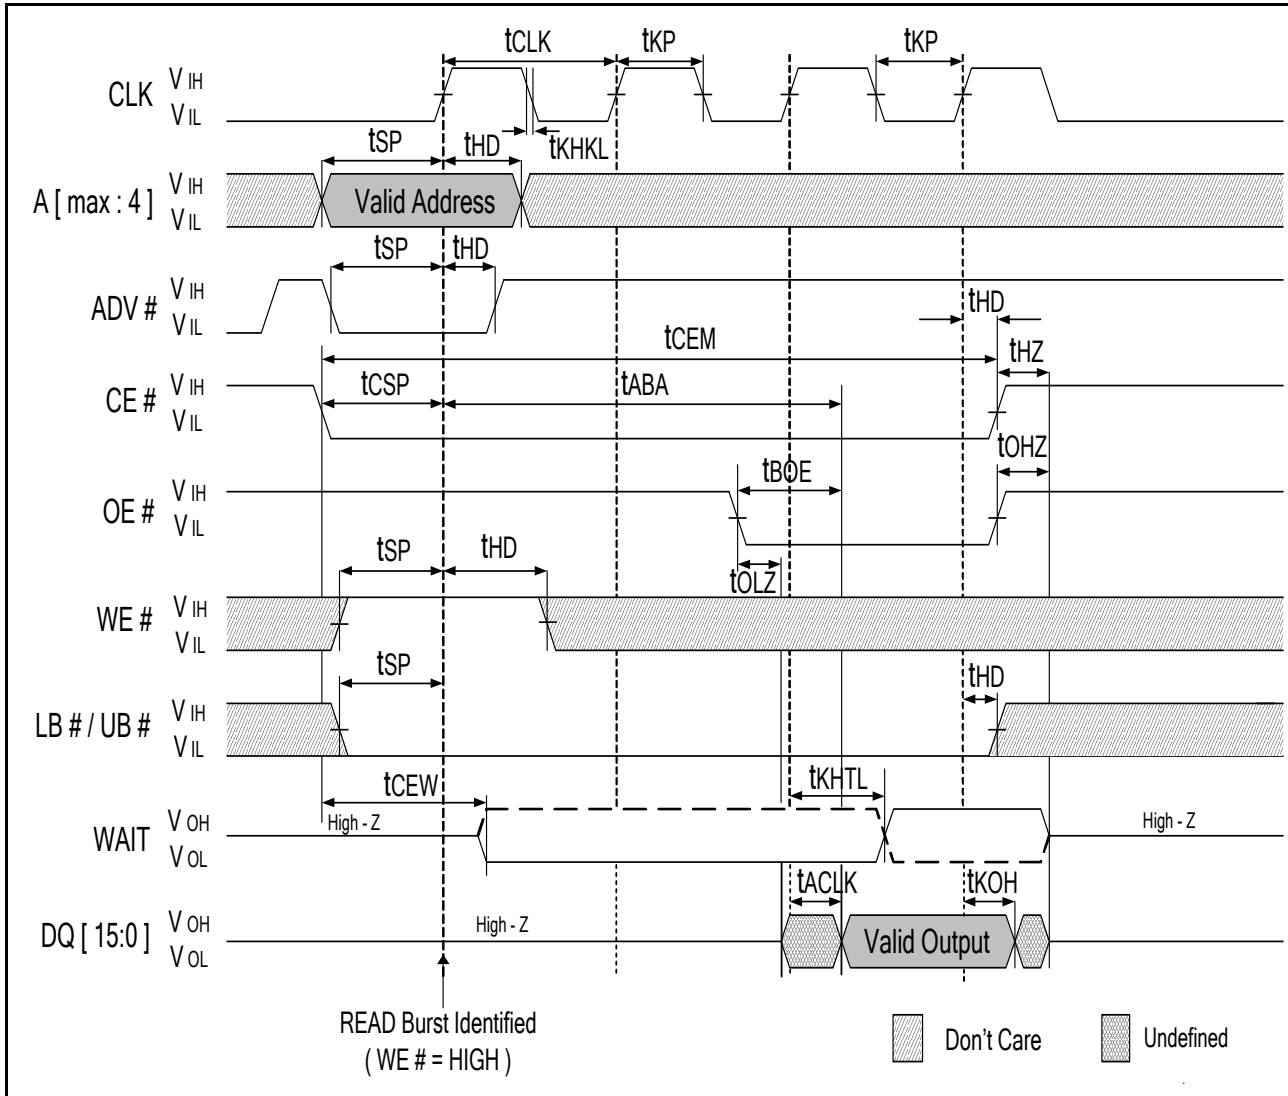 tCLK tKP tKP
CLK V IH
V IL
tKHKL
tSP tHD
A [ max : 4 ] V IH
V IL
Valid Address
tSP tHD
ADV # V IH
V IL
tHD
tCEM
tHZ
CE # V IH
V IL
tCSP tABA
tOHZ
tBOE
OE # V IH
V IL
tSP tHD
tOLZ
WE # V IH
V IL
tSP
tHD
LB # / UB # V IH
V IL
tCEW tKHTL
WAIT V OH
V OL
High - Z High - Z
tACLK tKOH
DQ [ 15:0 ] V OH
V OL
High - Z
Valid Output
READ Burst Identified
( WE # = HIGH )
Don't Care Undefined